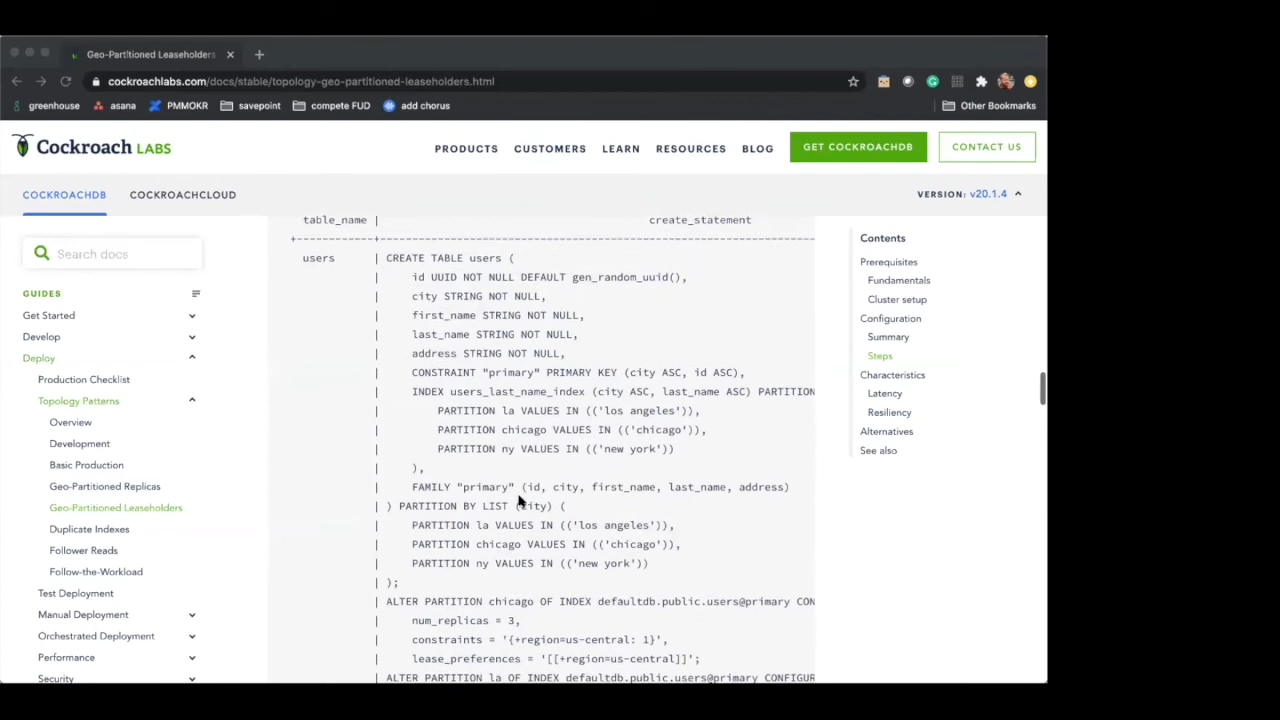 Geo-Partitioned Leaseholders
cockroachlabs.com/docs/stable/topology-geo-partitioned-leaseholders.html
greenhouse asana PMMOKR savepoint compete FUD add chorus Other Bookmarks
Cockroach LABS PRODUCTS CUSTOMERS LEARN RESOURCES BLOG GET COCKROACHDB CONTACT US
COCKROACHDB COCKROACHCLOUD VERSION: v20.1.4
Search docs
GUIDES
Get Started
Develop
Deploy
Production Checklist
Topology Patterns
Overview
Development
Basic Production
Geo-Partitioned Replicas
Geo-Partitioned Leaseholders
Duplicate Indexes
Follower Reads
Follow-the-Workload
Test Deployment
Manual Deployment
Orchestrated Deployment
Performance
Security
table_name | create_statement
+------------+------------------------------------------------------------------
users | CREATE TABLE users (
| id UUID NOT NULL DEFAULT gen_random_uuid(),
| city STRING NOT NULL,
| first_name STRING NOT NULL,
| last_name STRING NOT NULL,
| address STRING NOT NULL,
| CONSTRAINT "primary" PRIMARY KEY (city ASC, id ASC),
| INDEX users_last_name_index (city ASC, last_name ASC) PARTITION
| PARTITION la VALUES IN (('los angeles')),
| PARTITION chicago VALUES IN (('chicago')),
| PARTITION ny VALUES IN (('new york'))
| ),
| FAMILY "primary" (id, city, first_name, last_name, address)
| ) PARTITION BY LIST (city) (
| PARTITION la VALUES IN (('los angeles')),
| PARTITION chicago VALUES IN (('chicago')),
| PARTITION ny VALUES IN (('new york'))
| );
| ALTER PARTITION chicago OF INDEX defaultdb.public.users@primary CON
| num_replicas = 3,
| constraints = '{+region=us-central: 1}',
| lease_preferences = '[[+region=us-central]]';
| ALTER PARTITION la OF INDEX defaultdb.public.users@primary CONFIGUR
Contents
Prerequisites
Fundamentals
Cluster setup
Configuration
Summary
Steps
Characteristics
Latency
Resiliency
Alternatives
See also